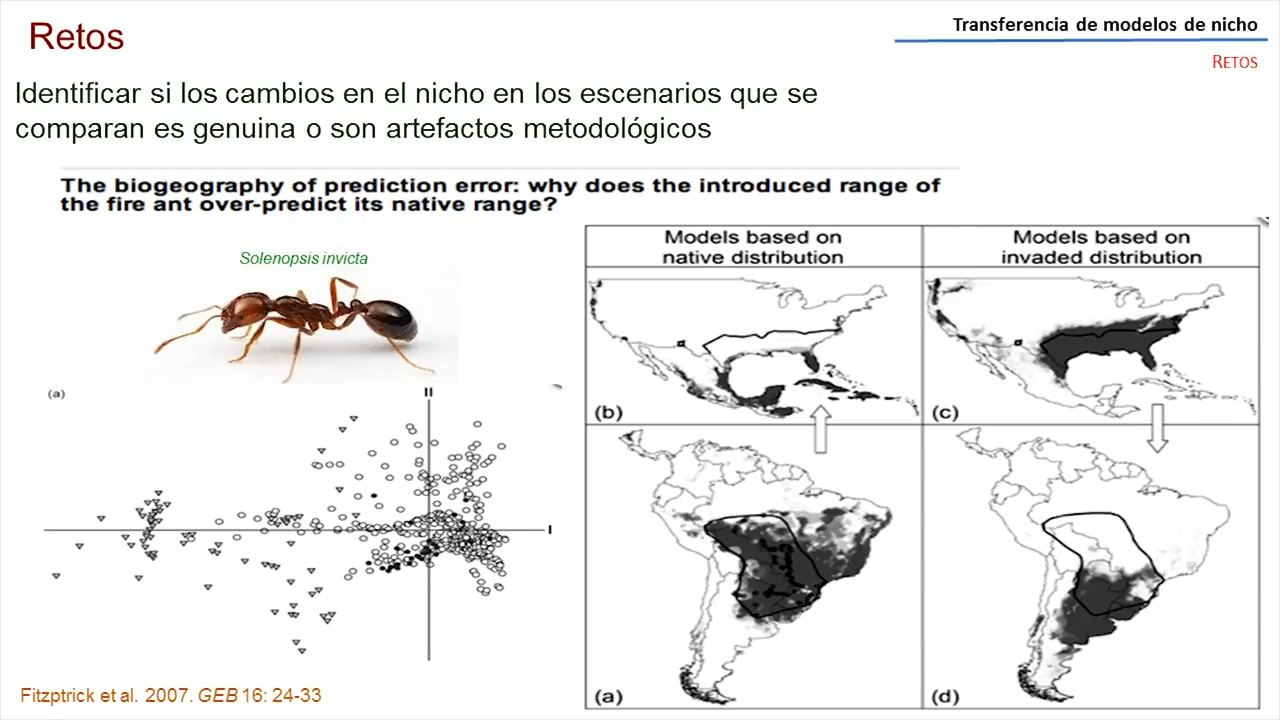 Retos
Transferencia de modelos de nicho
RETOS
Identificar si los cambios en el nicho en los escenarios que se
comparan es genuina o son artefactos metodológicos
The biogeography of prediction error: why does the introduced range of
the fire ant over-predict its native range?
Solenopsis invicta
(a)
II
I
Models based on
native distribution
Models based on
invaded distribution
(b)
(c)
(a)
(d)
Fitzptrick et al. 2007. GEB 16: 24-33